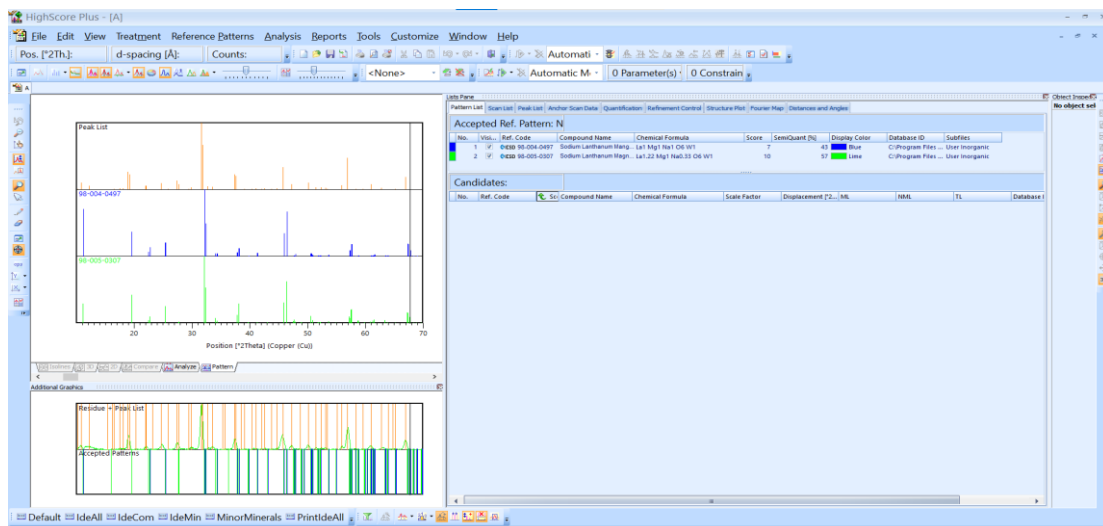 HighScore Plus - [A]
File Edit View Treatment Reference Patterns Analysis Reports Tools Customize Window Help
Pos. [°2Th.]: d-spacing [Å]: Counts: Automati
<None> Automatic M 0 Parameter(s) 0 Constrain
A
Lists Pane
Object Inspec
Pattern List Scan List Peak List Anchor Scan Data Quantification Refinement Control Structure Plot Fourier Map Distances and Angles
No object sel
Peak List
98-004-0497
98-005-0307
20 30 40 50 60 70
Position [°2Theta] (Copper (Cu))
Isolines 3D 2D Compare Analyze Pattern
Accepted Ref. Pattern: N
No. Visi... Ref. Code Compound Name Chemical Formula Score SemiQuant [%] Display Color Database ID Subfiles
1 98-004-0497 Sodium Lanthanum Mang... La1 Mg1 Na1 O6 W1 7 43 Blue C:\Program Files ... User Inorganic
2 98-005-0307 Sodium Lanthanum Magn... La1.22 Mg1 Na0.33 O6 W1 10 57 Lime C:\Program Files ... User Inorganic
Candidates:
No. Ref. Code Sc Compound Name Chemical Formula Scale Factor Displacement [°2... ML NML TL Database I
Additional Graphics
Residue + Peak List
Accepted Patterns
Default IdeAll IdeCom IdeMin MinorMinerals PrintIdeAll